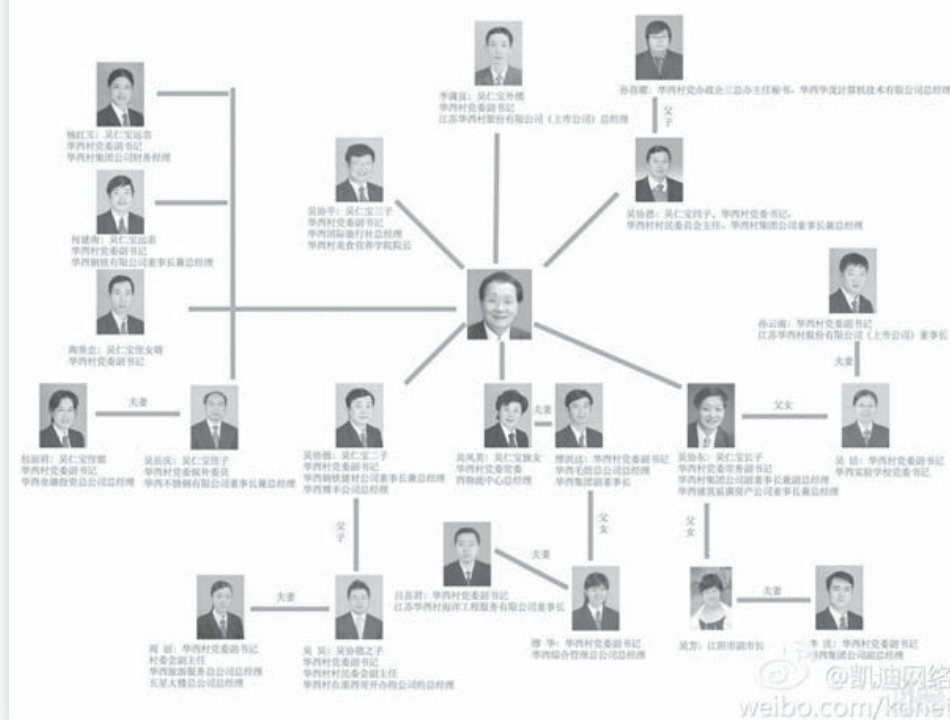 李满良：吴仁宝外甥
华西村党委副书记
江苏华西村股份有限公司（上市公司）总经理
孙喜耀：华西村党办政企三总办主任秘书，华西华茂计算机技术有限公司总经理
父子
杨红玉：吴仁宝远亲
华西村党委副书记
华西村集团公司财务经理
吴协平：吴仁宝三子
华西村党委副书记
华西国际旅行社总经理
华西村美食营养学院院长
吴协恩：吴仁宝四子，华西村党委书记，
华西村村民委员会主任，华西村集团公司董事长兼总经理
何建南：吴仁宝远亲
华西村党委副书记
华西钢铁有限公司董事长兼总经理
孙云南：华西村党委副书记
江苏华西村股份有限公司（上市公司）董事长
吴仁宝侄女婿
华西村党委副书记
夫妻
夫妻
夫妻
父女
包丽君：吴仁宝侄媳
华西村党委副书记
华西金融投资总公司总经理
吴岳庆：吴仁宝侄子
华西村党委候补委员
华西不锈钢有限公司董事长兼总经理
吴协德：吴仁宝二子
华西村党委副书记
华西钢铁建材公司董事长兼总经理
华西博丰公司总经理
吴凤英：吴仁宝独女
华西村党委常委
西物流中心总经理
缪洪达：华西村党委副书记
华西毛纺总公司总经理
华西集团副董事长
吴协东：吴仁宝长子
华西村党委常务副书记
华西村集团公司副董事长兼副总经理
吴 洁：华西村党委副书记
华西实验学校党委书记
父子
父女
父女
夫妻
夫妻
夫妻
吕苏君：华西村党委副书记
江苏华西村海洋工程服务有限公司董事长
周 丽：华西村党委副书记
村委会副主任
华西旅游服务总公司总经理
五星大楼总公司总经理
吴 昊：吴协德之子
华西村党委副书记
华西村村民委会副主任
华西村在墨西哥开办的公司的总经理
缪 华：华西村党委副书记
华西综合管理总公司总经理
吴芳：江阴市副市长
华西村党委副书记
西集团公司副总经理
@凯迪网络
weibo.com/kdnet